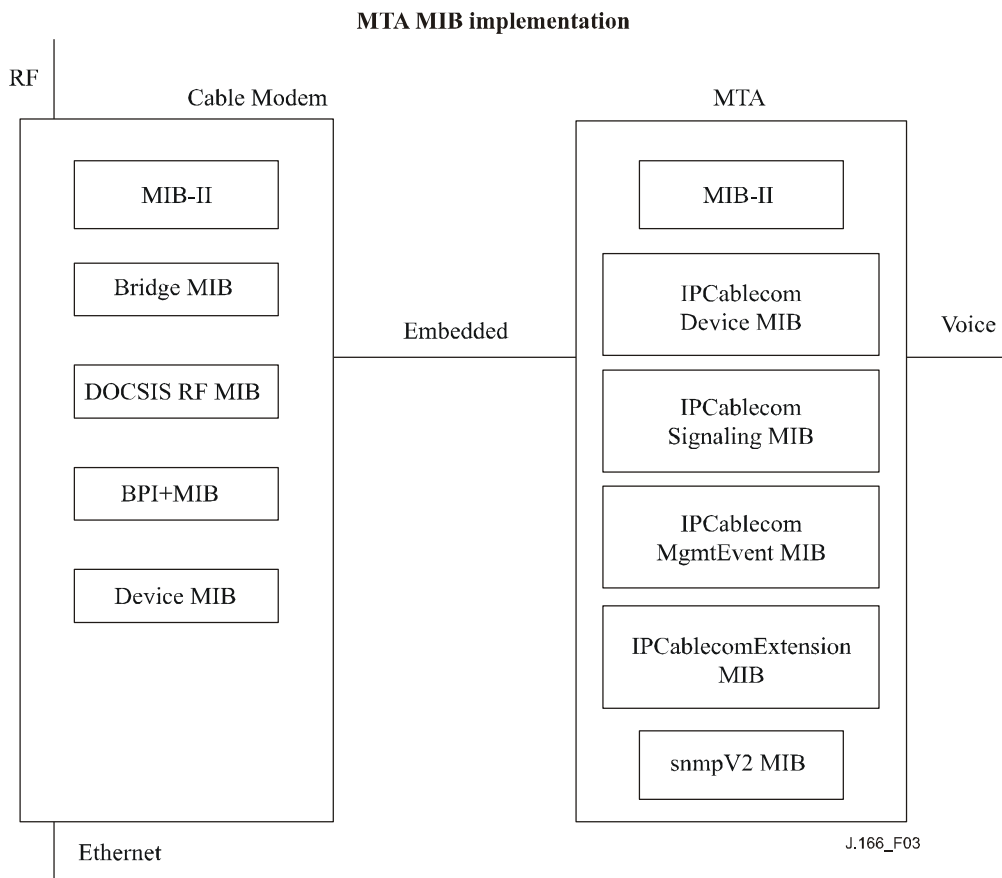 MTA MIB implementation
RF
Cable Modem
MIB-II
Bridge MIB
DOCSIS RF MIB
BPI+MIB
Device MIB
Ethernet
Embedded
MTA
MIB-II
IPCablecom
Device MIB
IPCablecom
Signaling MIB
IPCablecom
MgmtEvent MIB
IPCablecomExtension
MIB
snmpV2 MIB
Voice
J.166_F03